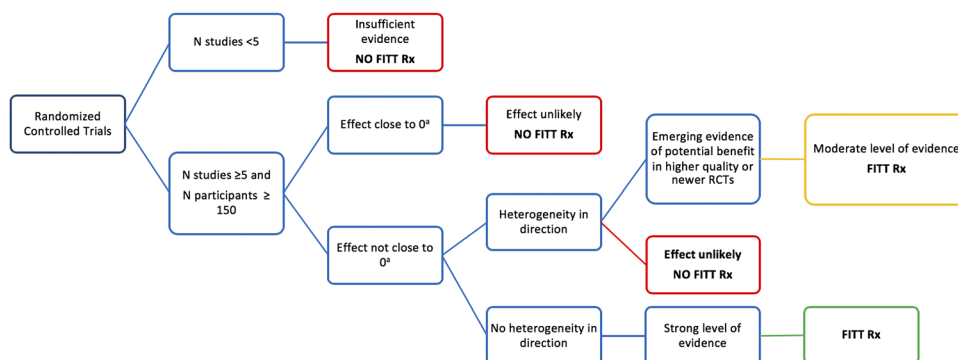 Randomized
Controlled Trials
N studies <5
Insufficient
evidence
NO FITT Rx
N studies ≥5 and
N participants ≥
150
Effect close to 0ᵃ
Effect unlikely
NO FITT Rx
Effect not close to
0ᵃ
Heterogeneity in
direction
Emerging evidence
of potential benefit
in higher quality or
newer RCTs
Moderate level of evidence
FITT Rx
Effect unlikely
NO FITT Rx
No heterogeneity in
direction
Strong level of
evidence
FITT Rx